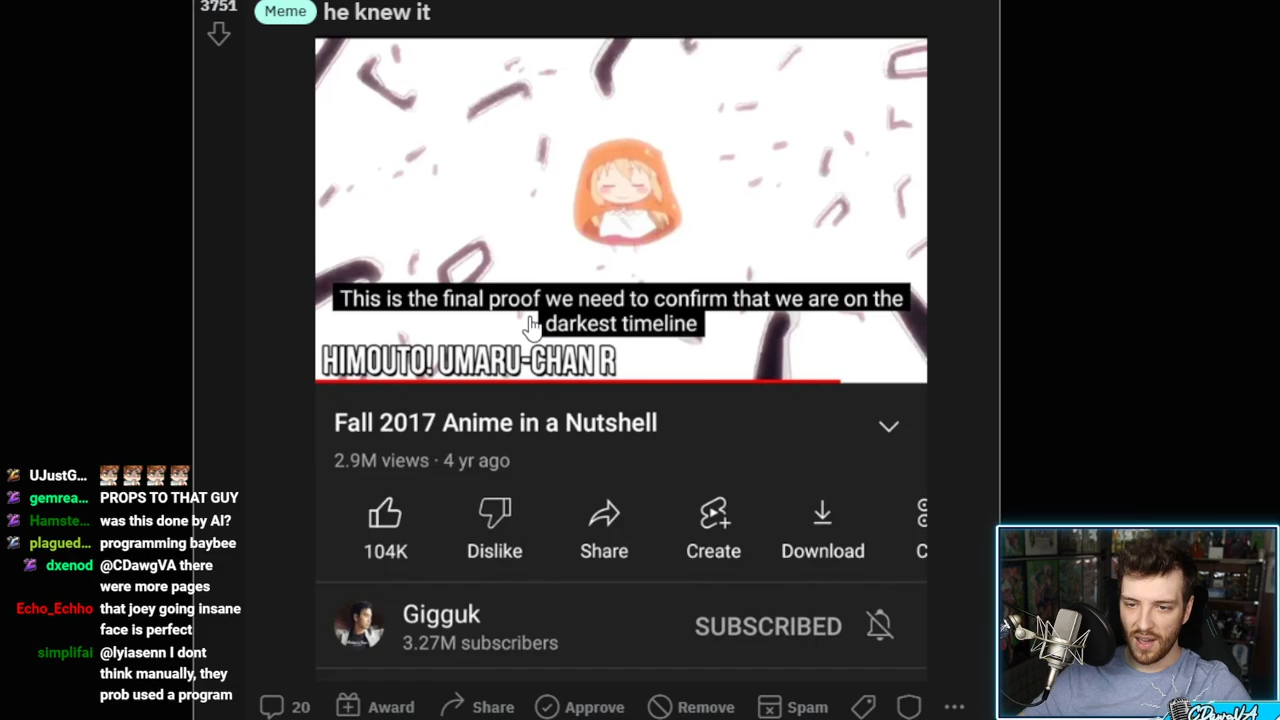 3751
Meme he knew it
This is the final proof we need to confirm that we are on the
darkest timeline
HIMOUTO! UMARU-CHAN R
Fall 2017 Anime in a Nutshell
2.9M views · 4 yr ago
104K Dislike Share Create Download C
Gigguk
3.27M subscribers
SUBSCRIBED
20 Award Share Approve Remove Spam
UJustG...
gemrea... PROPS TO THAT GUY
Hamste... was this done by AI?
plagued... programming baybee
dxenod @CDawgVA there
were more pages
Echo_Echho that joey going insane
face is perfect
simplifai @lyiasenn I dont
think manually, they
prob used a program
CDawgVA